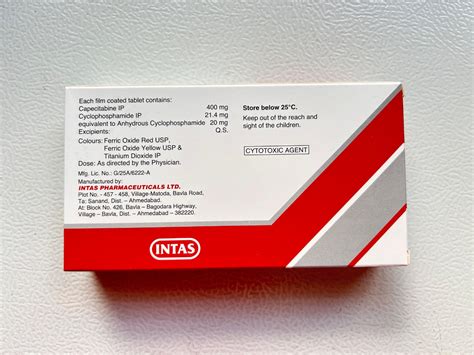 Each film coated tablet contains:
Capecitabine IP 400 mg
Cyclophosphamide IP 21.4 mg
equivalent to Anhydrous Cyclophosphamide 20 mg
Excipients: Q.S.
Colours: Ferric Oxide Red USP,
Ferric Oxide Yellow USP &
Titanium Dioxide IP
Dose: As directed by the Physician.
Mfg. Lic. No.: G/25A/6222-A
Manufactured by:
INTAS PHARMACEUTICALS LTD.
Plot No. - 457 - 458, Village-Matoda, Bavla Road,
Ta; Sanand, Dist - Ahmedabad.
At: Block No. 426, Bavla - Bagodara Highway,
Village – Bavla, Dist. – Ahmedabad – 382220.
Store below 25°C.
Keep out of the reach and
sight of the children.
CYTOTOXIC AGENT
INTAS